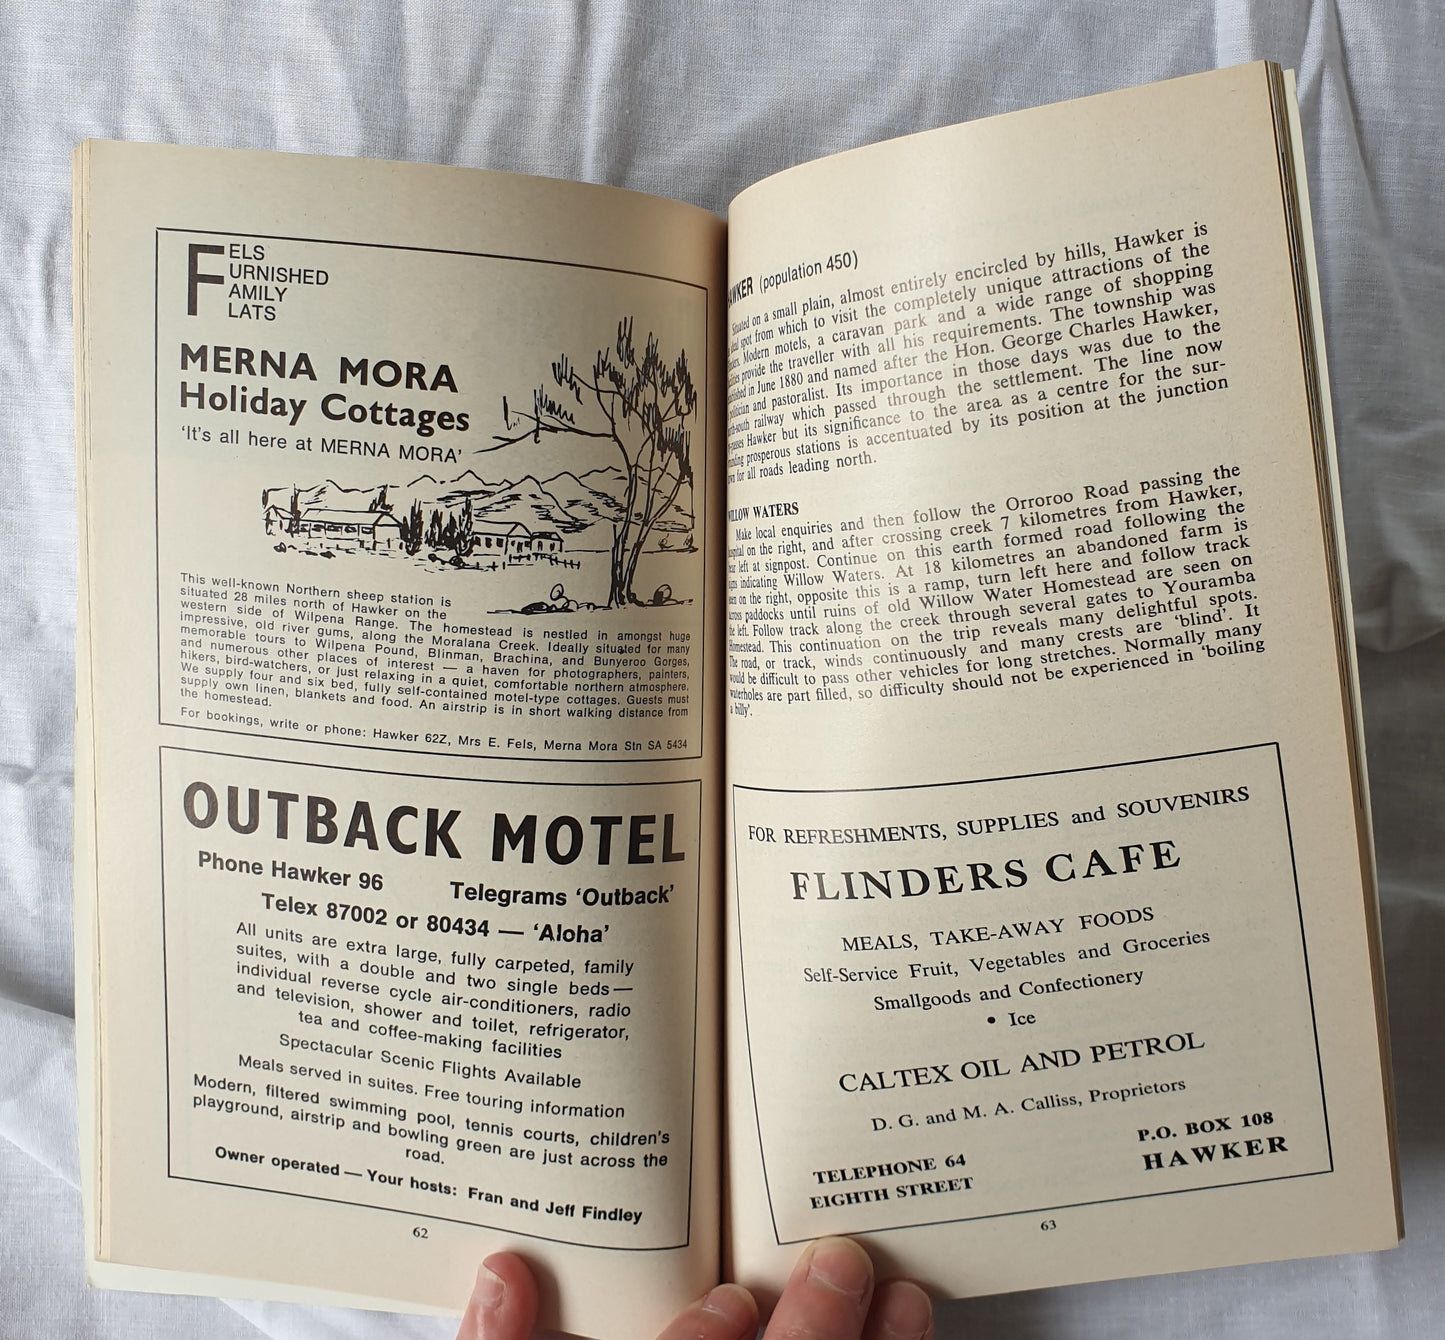 FELS
FURNISHED
FAMILY
FLATS
MERNA MORA
Holiday Cottages
‘It's all here at MERNA MORA’
This well-known Northern sheep station is
situated 28 miles north of Hawker on the
western side of Wilpena Range. The homestead is nestled in amongst huge
impressive, old river gums, along the Moralana Creek. Ideally situated for many
memorable tours to Wilpena Pound, Blinman, Brachina, and Bunyeroo Gorges,
and numerous other places of interest — a haven for photographers, painters,
hikers, bird-watchers, or just relaxing in a quiet, comfortable northern atmosphere.
We supply four and six bed, fully self-contained motel-type cottages. Guests must
supply own linen, blankets and food. An airstrip is in short walking distance from
the homestead.
For bookings, write or phone: Hawker 62Z, Mrs E. Fels, Merna Mora Stn SA 5434
OUTBACK MOTEL
Phone Hawker 96 Telegrams ‘Outback’
Telex 87002 or 80434 — ‘Aloha’
All units are extra large, fully carpeted, family
suites, with a double and two single beds —
individual reverse cycle air-conditioners, radio
and television, shower and toilet, refrigerator,
tea and coffee-making facilities
Spectacular Scenic Flights Available
Meals served in suites. Free touring information
Modern, filtered swimming pool, tennis courts, children's
playground, airstrip and bowling green are just across the
road.
Owner operated — Your hosts: Fran and Jeff Findley
62
HAWKER (population 450)
Situated on a small plain, almost entirely encircled by hills, Hawker is
spot from which to visit the completely unique attractions of the
Modern motels, a caravan park and a wide range of shopping
provide the traveller with all his requirements. The township was
in June 1880 and named after the Hon. George Charles Hawker,
and pastoralist. Its importance in those days was due to the
railway which passed through the settlement. The line now
Hawker but its significance to the area as a centre for the sur-
prosperous stations is accentuated by its position at the junction
for all roads leading north.
WILLOW WATERS
Make local enquiries and then follow the Orroroo Road passing the
on the right, and after crossing creek 7 kilometres from Hawker,
left at signpost. Continue on this earth formed road following the
indicating Willow Waters. At 18 kilometres an abandoned farm is
on the right, opposite this is a ramp, turn left here and follow track
paddocks until ruins of old Willow Water Homestead are seen on
the left. Follow track along the creek through several gates to Youramba
Homestead. This continuation on the trip reveals many delightful spots.
The road, or track, winds continuously and many crests are ‘blind’. It
would be difficult to pass other vehicles for long stretches. Normally many
waterholes are part filled, so difficulty should not be experienced in ‘boiling
a billy’.
FOR REFRESHMENTS, SUPPLIES and SOUVENIRS
FLINDERS CAFE
MEALS, TAKE-AWAY FOODS
Self-Service Fruit, Vegetables and Groceries
Smallgoods and Confectionery
• Ice
CALTEX OIL AND PETROL
D. G. and M. A. Calliss, Proprietors
TELEPHONE 64 P.O. BOX 108
EIGHTH STREET HAWKER
63